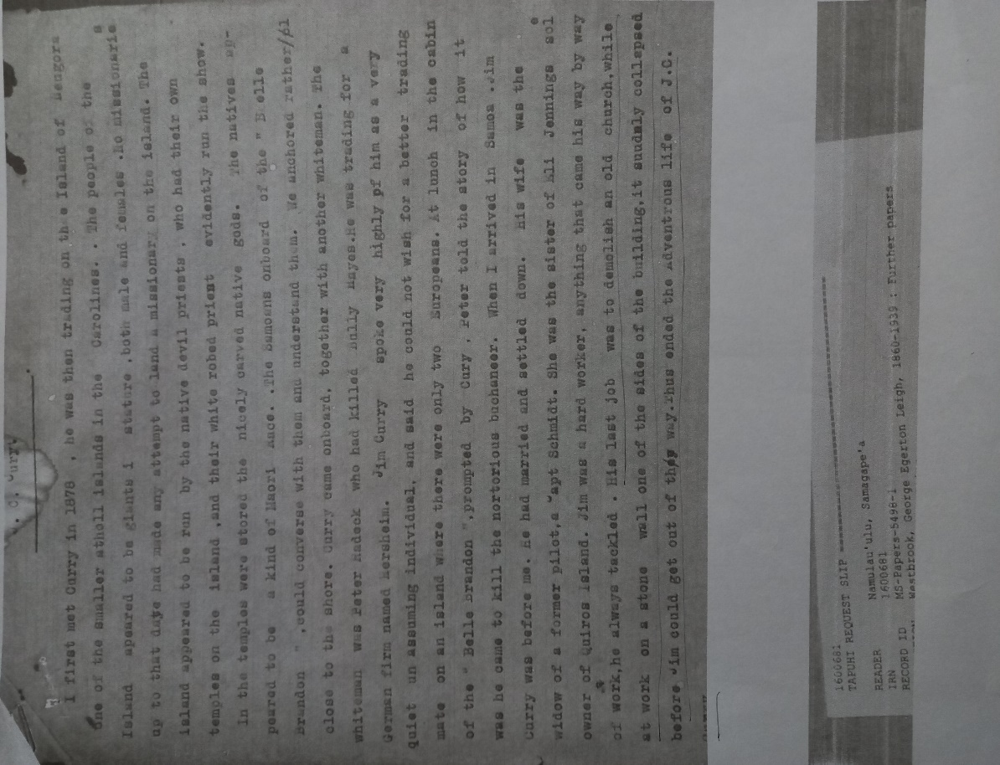 J. C. Curry
I first met Curry in 1878 , he was then trading on the Island of
One of the smaller atholl islands in the Carolines. . The people of the
Island apeared to be giants i stature ,both male and females .No missionarie s
up to that date had made any attempt to land a missionary on the island. The
island appeared to be run by the native devil priests , who had their own
temples on the island ,and their white robed priest evidently run the show.
In the temples were stored the nicely carved native gods. The natives ap-
peared to be a kind of Maori Race. .The Samoans onboard of the " Belle
Brandon " ,could converse with them and understand them. We anchored rather
close to the shore. Curry came onboard, together with another whiteman. The
whiteman was Peter Radeck who had killed Bully Hayes.He was trading for a
German firm named Hersheim. Jim Curry spoke very highly pf him as a very
quiet un assuming individual, and said he could not wish for a better trading
mate on an island where there were only two Europeans. At lunch in the cabin
of the " Belle Brandon ",prompted by Cury , Peter told the story of how it
was he came to kill the nortorious buchaneer. When I arrived in Samoa .Jim
Curry was before me. He had married and settled down. His wife was the
widow of a former pilot,a Capt Schmidt. She was the sister of Eli Jennings sol e
owner of Quiros Island. Jim was a hard worker, anything that came his way by way
of work,he always tackled . His last job was to demolish an old church,while
at work on a stone wall one of the sides of the building,it suudnly collapsed
before Jim could get out of the way.Thus ended the Adventrous life of J.C.
1600681
TAPUHI REQUEST SLIP
READER Namulau'ulu, Samagape'a
IRN 1600681
RECORD ID MS-Papers-5498-1
Westbrook, George Egerton Leigh, 1860-1939 : Further papers